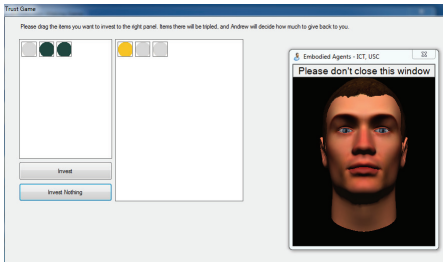 Trust Game
Please drag the items you want to invest to the right panel. Items there will be tripled, and Andrew will decide how much to give back to you.
Embodied Agents - ICT, USC
Please don't close this window
Invest
Invest Nothing